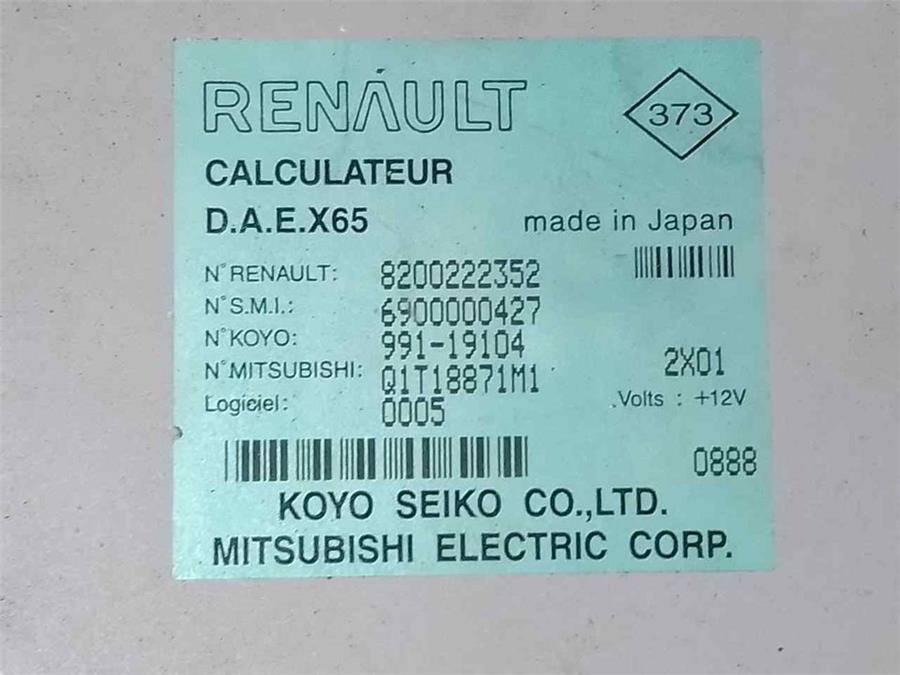 RENAULT
373
CALCULATEUR
D.A.E.X65
made in Japan
N° RENAULT: 8200222352
N° S.M.I.: 6900000427
N° KOYO: 991-19104
N° MITSUBISHI: Q1T18871M1
2X01
Logiciel: 0005
.Volts : +12V
0888
KOYO SEIKO CO.,LTD.
MITSUBISHI ELECTRIC CORP.